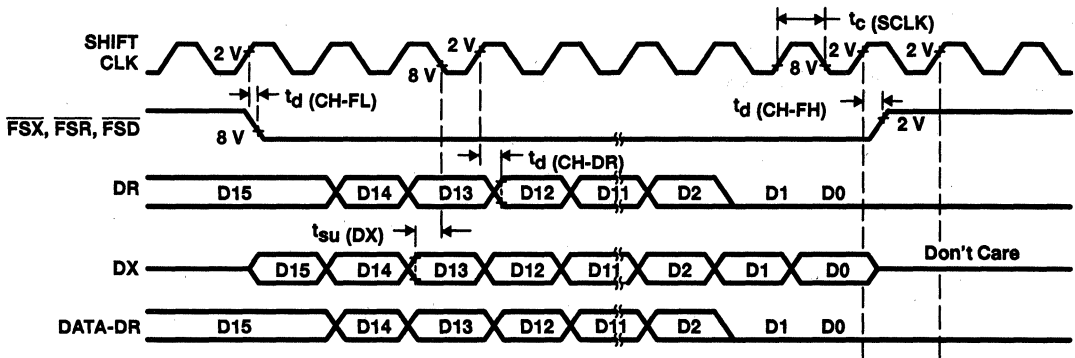 tc (SCLK)
SHIFT
CLK
2 V
8 V
2 V
8 V
2 V
2 V
td (CH-FL)
td (CH-FH)
FSX, FSR, FSD
8 V
2 V
td (CH-DR)
DR
D15 D14 D13 D12 D11 D2 D1 D0
tsu (DX)
DX
D15 D14 D13 D12 D11 D2 D1 D0
Don't Care
DATA-DR
D15 D14 D13 D12 D11 D2 D1 D0